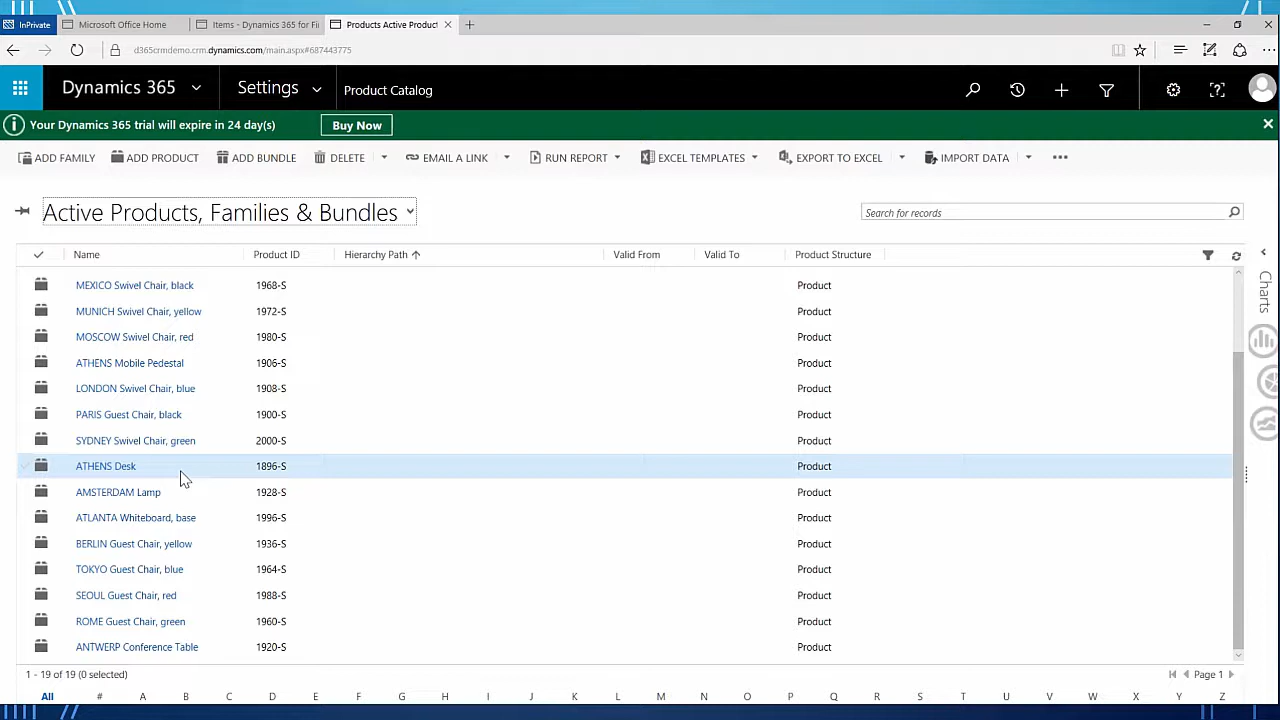 InPrivate Microsoft Office Home Items - Dynamics 365 for Fi Products Active Product
d365crmdemo.crm.dynamics.com/main.aspx#687443775
Dynamics 365 Settings Product Catalog
Your Dynamics 365 trial will expire in 24 day(s) Buy Now
ADD FAMILY ADD PRODUCT ADD BUNDLE DELETE EMAIL A LINK RUN REPORT EXCEL TEMPLATES EXPORT TO EXCEL IMPORT DATA
Active Products, Families & Bundles Search for records
Name Product ID Hierarchy Path Valid From Valid To Product Structure
Charts
MEXICO Swivel Chair, black 1968-S Product
MUNICH Swivel Chair, yellow 1972-S Product
MOSCOW Swivel Chair, red 1980-S Product
ATHENS Mobile Pedestal 1906-S Product
LONDON Swivel Chair, blue 1908-S Product
PARIS Guest Chair, black 1900-S Product
SYDNEY Swivel Chair, green 2000-S Product
ATHENS Desk 1896-S Product
AMSTERDAM Lamp 1928-S Product
ATLANTA Whiteboard, base 1996-S Product
BERLIN Guest Chair, yellow 1936-S Product
TOKYO Guest Chair, blue 1964-S Product
SEOUL Guest Chair, red 1988-S Product
ROME Guest Chair, green 1960-S Product
ANTWERP Conference Table 1920-S Product
1 - 19 of 19 (0 selected) Page 1
All # A B C D E F G H I J K L M N O P Q R S T U V W X Y Z